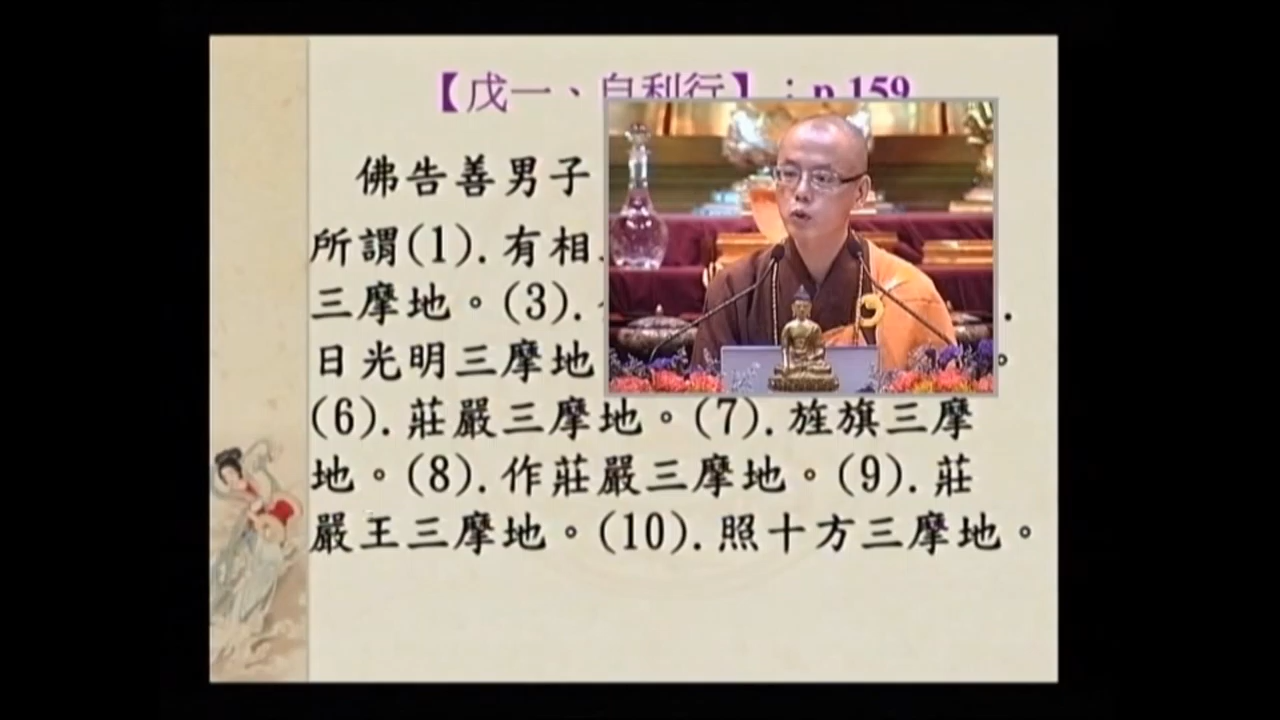 【戊一、自利行】：p.159
佛告善男子
所謂(1).有相
三摩地。(3). .
日光明三摩地 。
(6).莊嚴三摩地。(7).旌旗三摩
地。(8).作莊嚴三摩地。(9).莊
嚴王三摩地。(10).照十方三摩地。